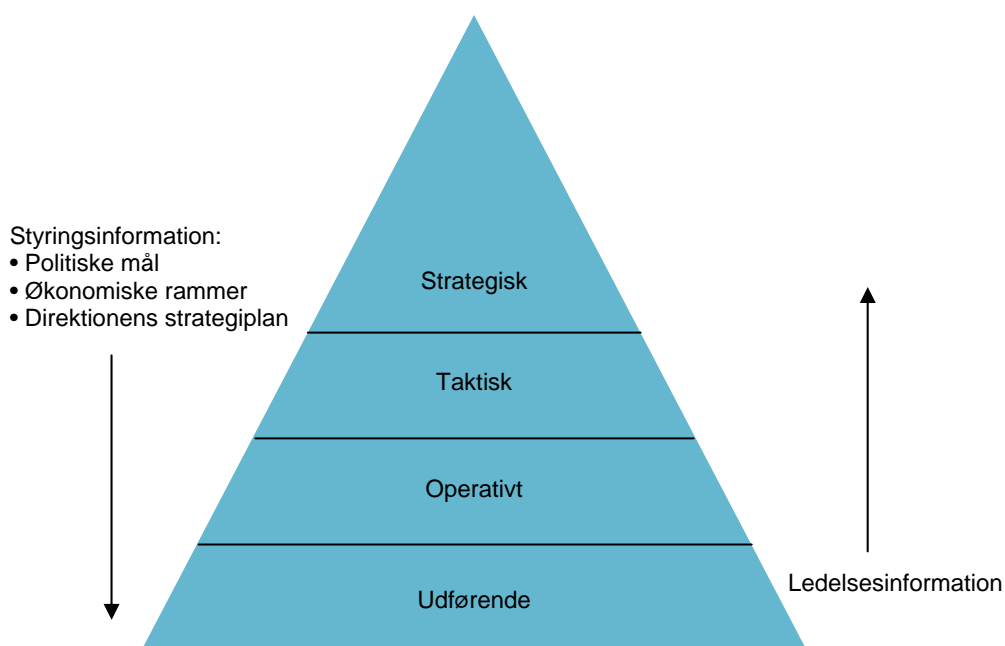 Styringsinformation:
• Politiske mål
• Økonomiske rammer
• Direktionens strategiplan
Strategisk
Taktisk
Operativt
Udførende
Ledelsesinformation